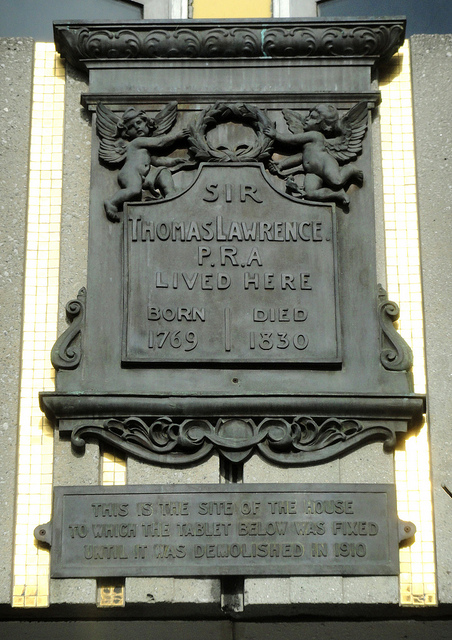 SIR
THOMAS LAWRENCE.
P.R.A
LIVED HERE
BORN | DIED
1769 | 1830
THIS IS THE SITE OF THE HOUSE
TO WHICH THE TABLET BELOW WAS FIXED
UNTIL IT WAS DEMOLISHED IN 1910